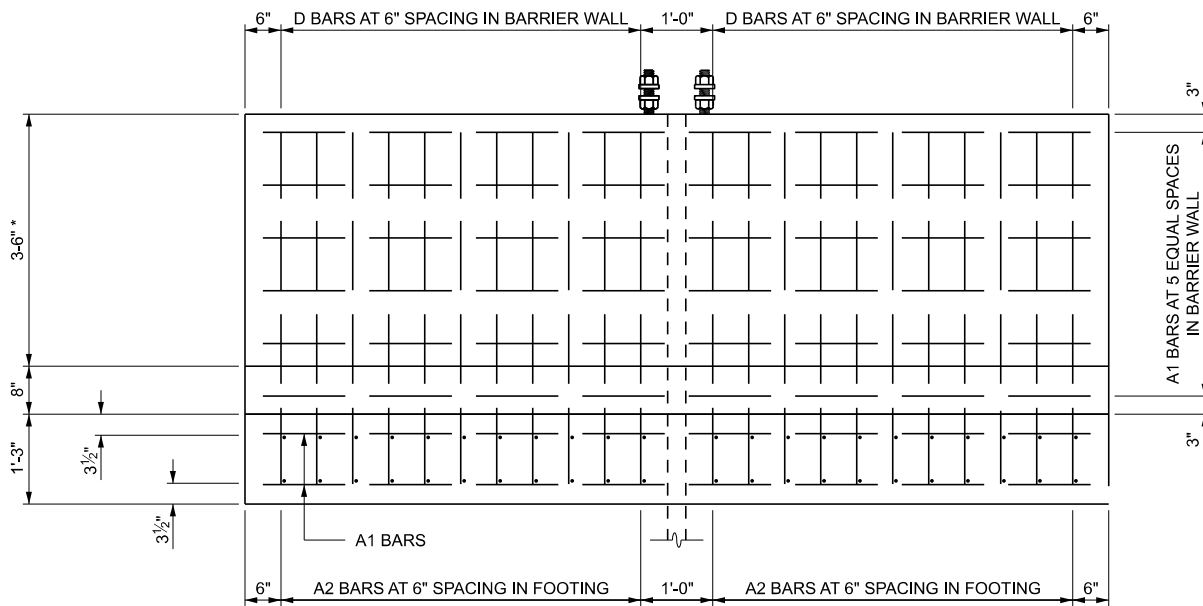 6" D BARS AT 6" SPACING IN BARRIER WALL 1'-0" D BARS AT 6" SPACING IN BARRIER WALL 6"
3"
3-6" *
A1 BARS AT 5 EQUAL SPACES
IN BARRIER WALL
8"
3½"
1'-3"
3"
3½"
A1 BARS
6" A2 BARS AT 6" SPACING IN FOOTING 1'-0" A2 BARS AT 6" SPACING IN FOOTING 6"